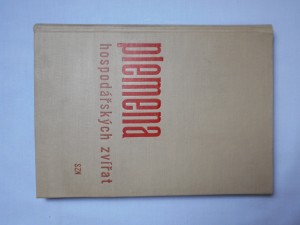 plemena
hospodářských zvířat
SZN